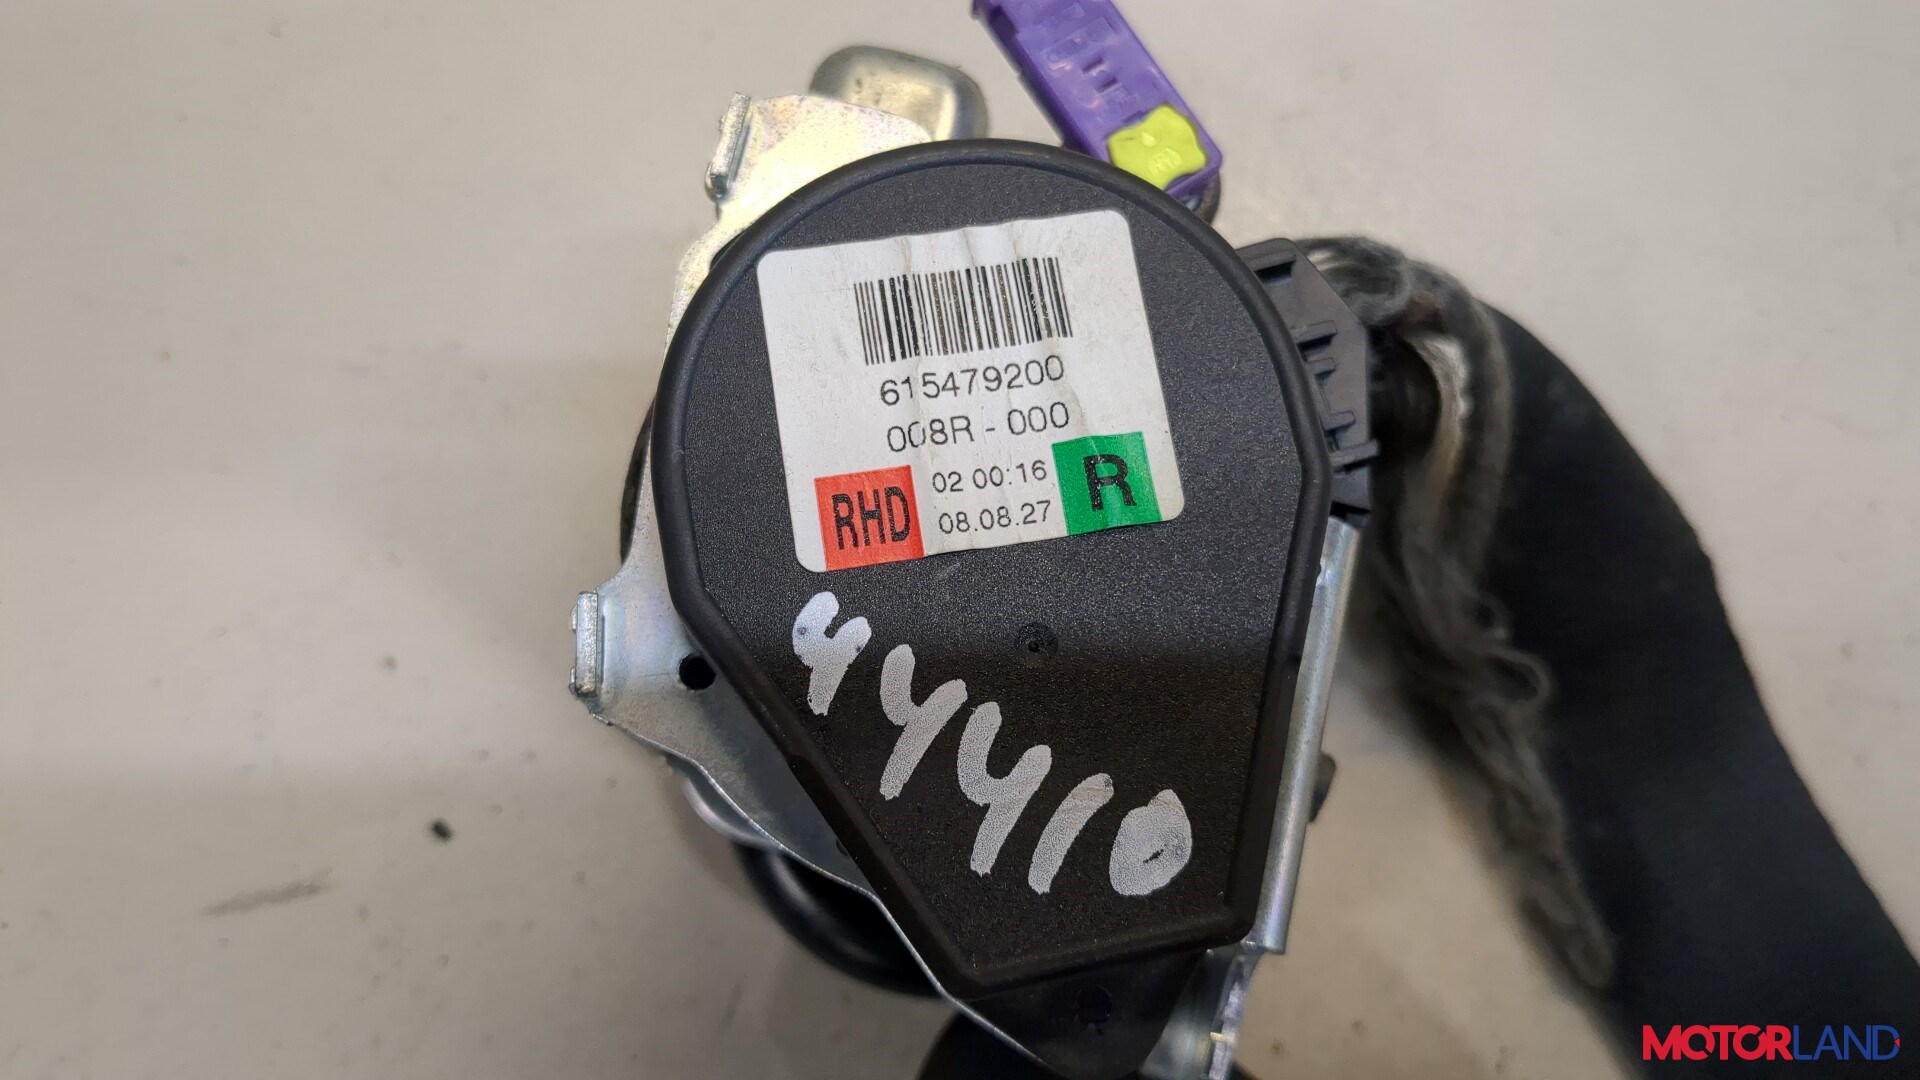 615479200
008R - 000
RHD
02 00:16
08.08.27
R
44410
MOTORLAND